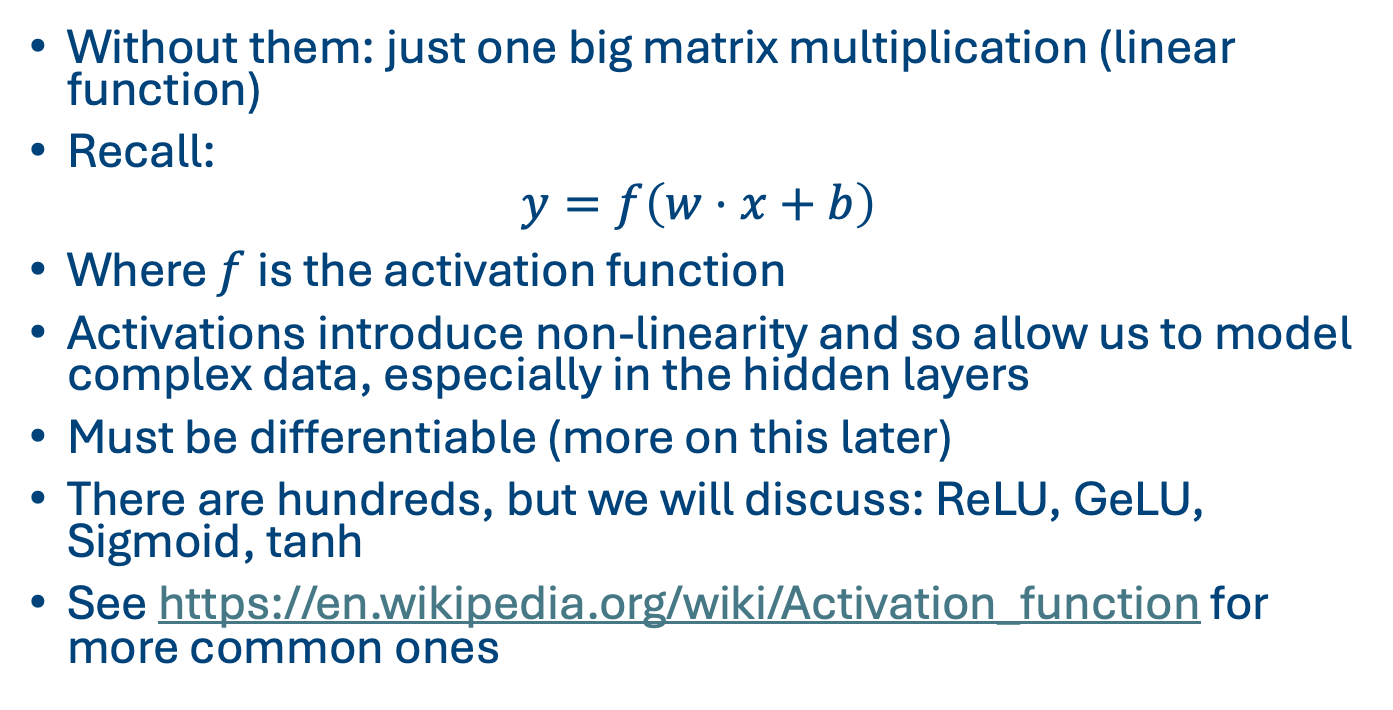 • Without them: just one big matrix multiplication (linear
function)
• Recall:
y = f(w · x + b)
• Where f is the activation function
• Activations introduce non-linearity and so allow us to model
complex data, especially in the hidden layers
• Must be differentiable (more on this later)
• There are hundreds, but we will discuss: ReLU, GeLU,
Sigmoid, tanh
• See https://en.wikipedia.org/wiki/Activation_function for
more common ones